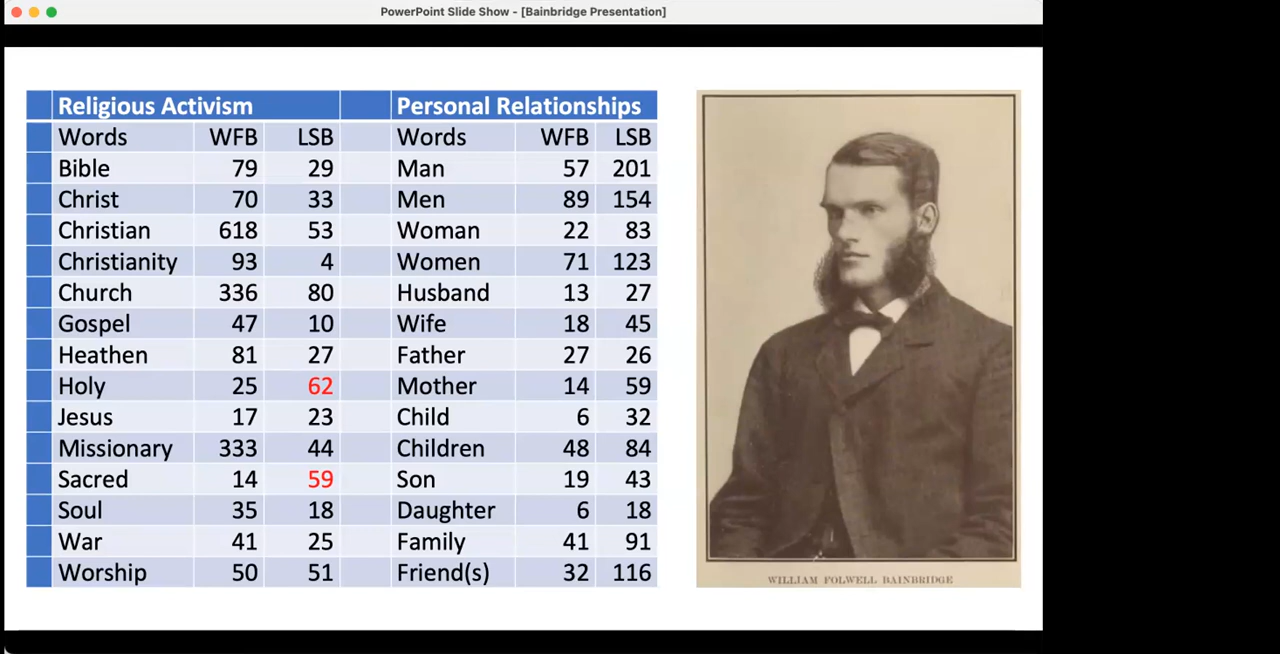 PowerPoint Slide Show - [Bainbridge Presentation]
Religious Activism Personal Relationships
Words WFB LSB Words WFB LSB
Bible 79 29 Man 57 201
Christ 70 33 Men 89 154
Christian 618 53 Woman 22 83
Christianity 93 4 Women 71 123
Church 336 80 Husband 13 27
Gospel 47 10 Wife 18 45
Heathen 81 27 Father 27 26
Holy 25 62 Mother 14 59
Jesus 17 23 Child 6 32
Missionary 333 44 Children 48 84
Sacred 14 59 Son 19 43
Soul 35 18 Daughter 6 18
War 41 25 Family 41 91
Worship 50 51 Friend(s) 32 116
WILLIAM FOLWELL BAINBRIDGE